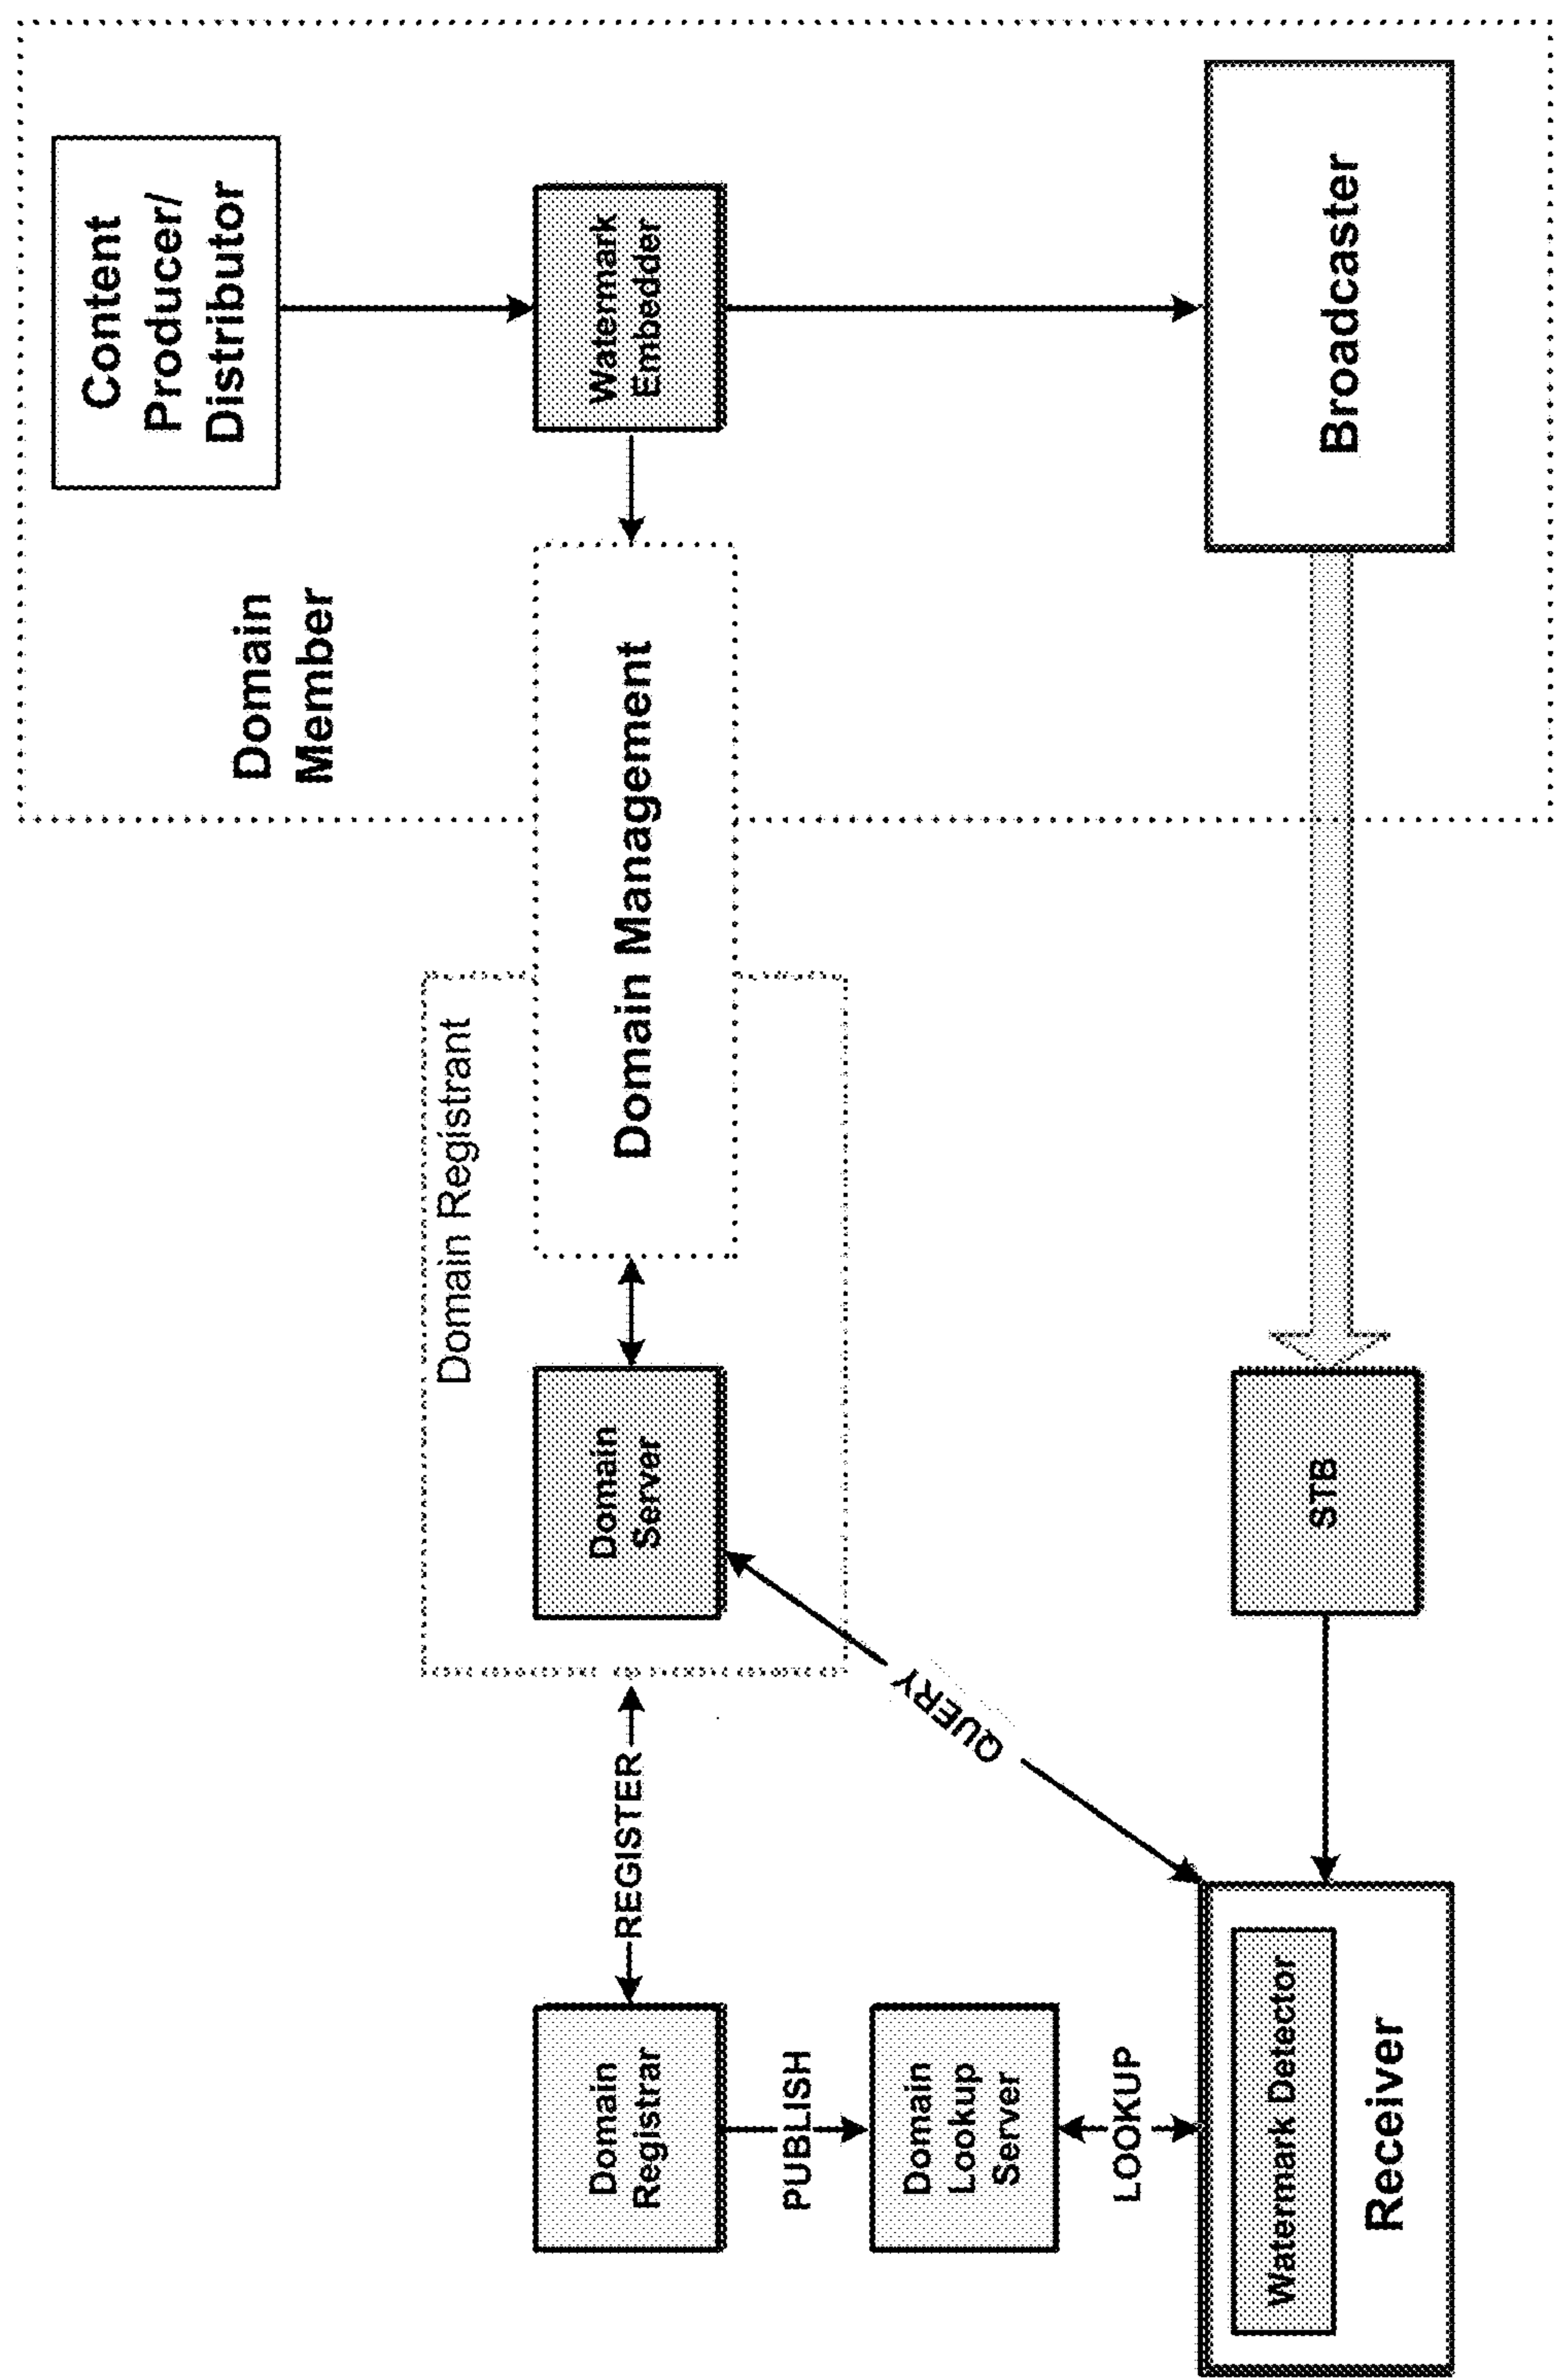 Content
Producer/
Distributor
Domain
Member
Watermark
Embedder
Broadcaster
Domain Management
Domain Registrant
Domain
Server
STB
QUERY
REGISTER
Domain
Registrar
PUBLISH
Domain
Lookup
Server
LOOKUP
Watermark Detector
Receiver